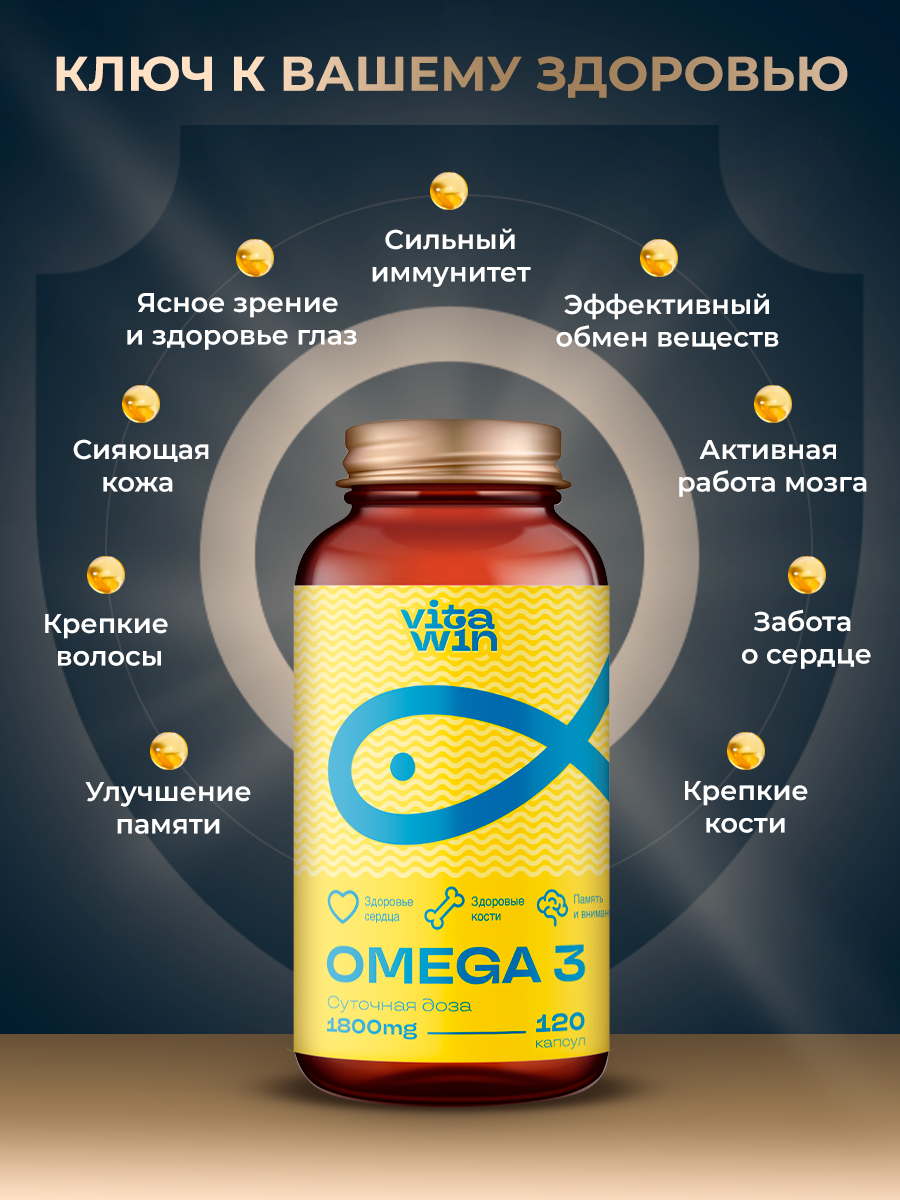 КЛЮЧ К ВАШЕМУ ЗДОРОВЬЮ
Сильный
иммунитет
Ясное зрение
и здоровье глаз
Эффективный
обмен веществ
Сияющая
кожа
Активная
работа мозга
Крепкие
волосы
Забота
о сердце
Улучшение
памяти
Крепкие
кости
vita
win
Здоровье
сердца
Здоровые
кости
Память
и вниман
OMEGA 3
Суточная доза
1800mg
120
капсул